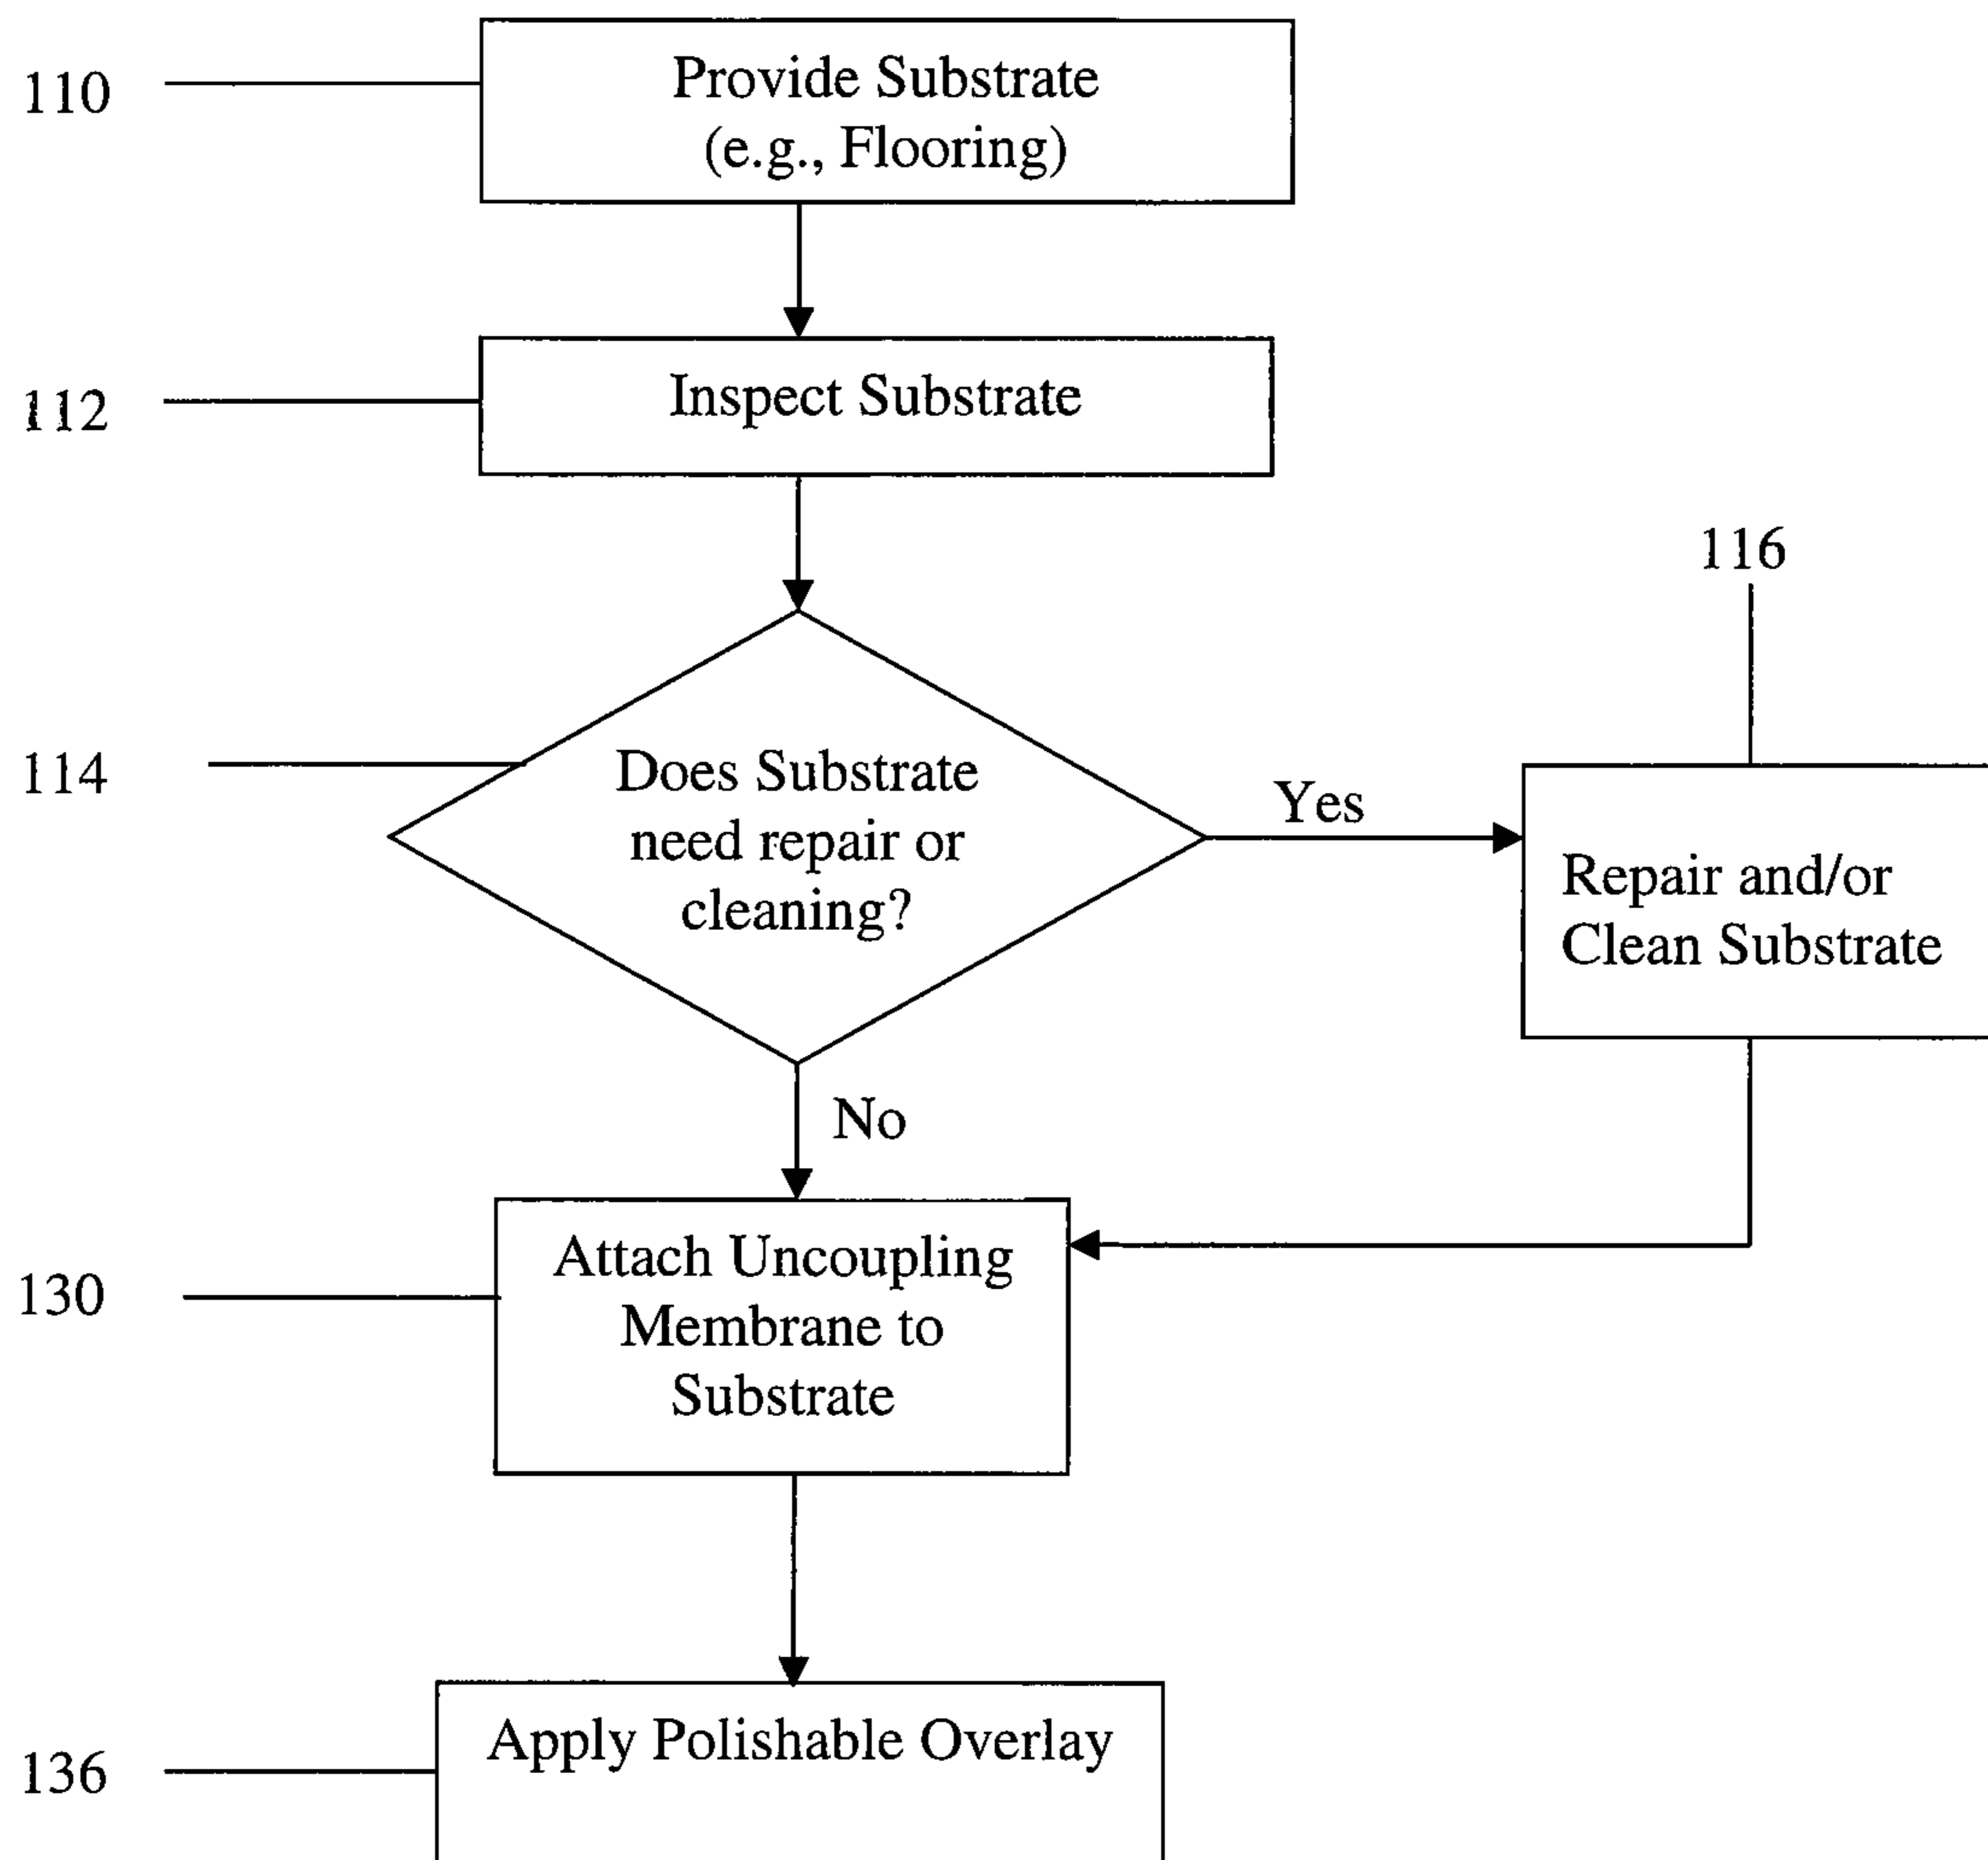 110
Provide Substrate
(e.g., Flooring)
112
Inspect Substrate
116
114
Does Substrate
need repair or
cleaning?
Yes
Repair and/or
Clean Substrate
No
130
Attach Uncoupling
Membrane to
Substrate
136
Apply Polishable Overlay